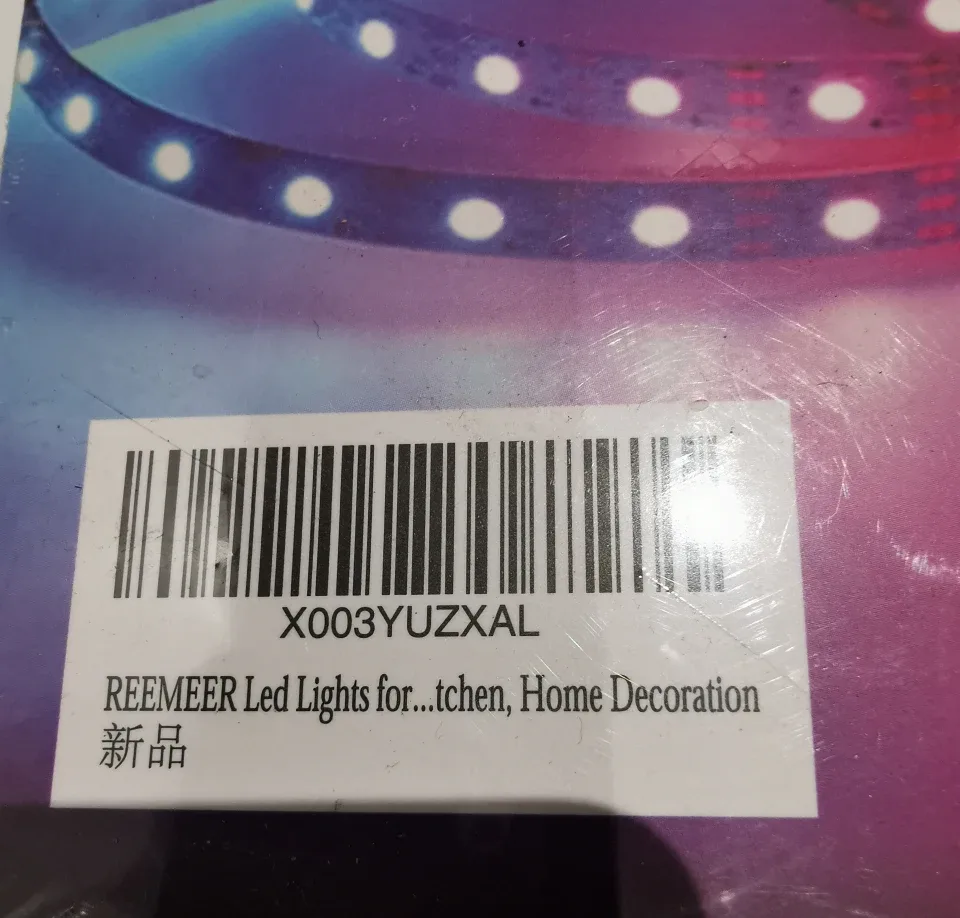 X003YUZXAL
REEMEER Led Lights for...tchen, Home Decoration
新品